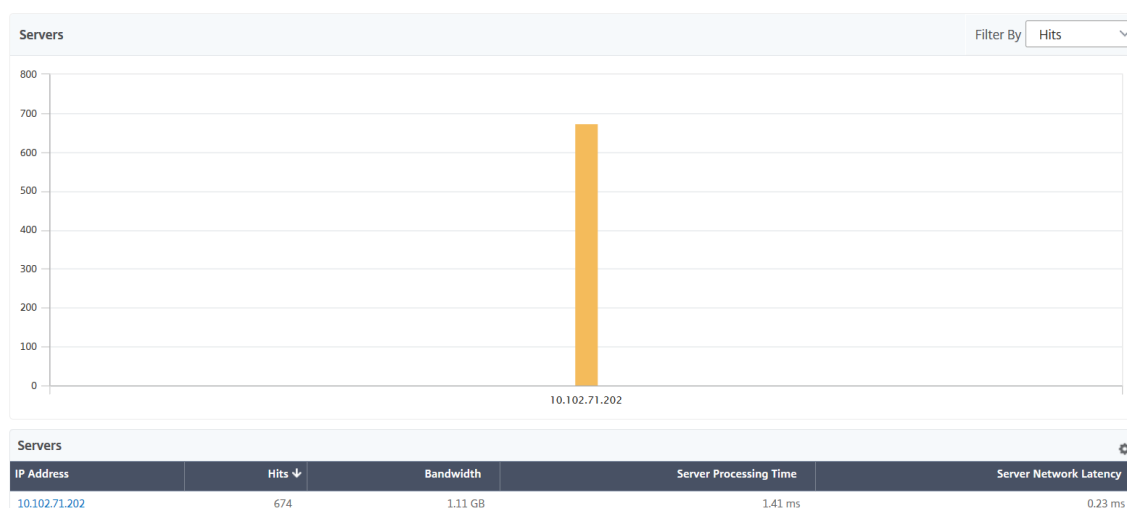 Servers Filter By Hits
800
700
600
500
400
300
200
100
0
10.102.71.202
Servers
IP Address Hits ↓ Bandwidth Server Processing Time Server Network Latency
10.102.71.202 674 1.11 GB 1.41 ms 0.23 ms